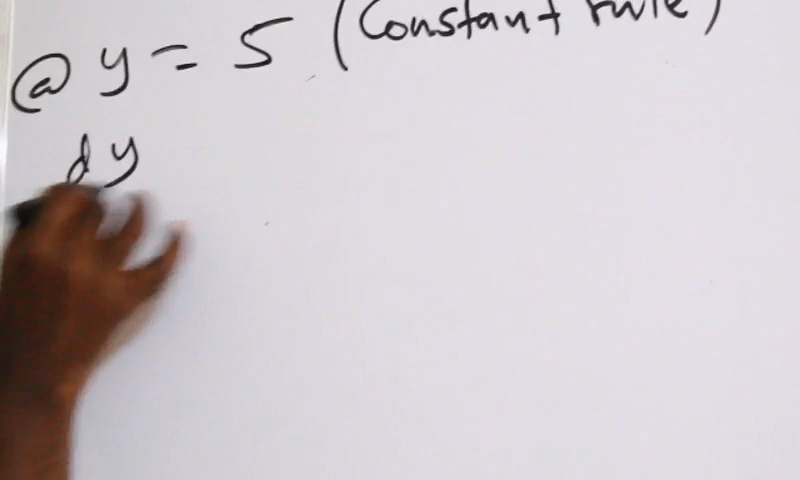 ⓐ y = 5 (Constant rule)
dy